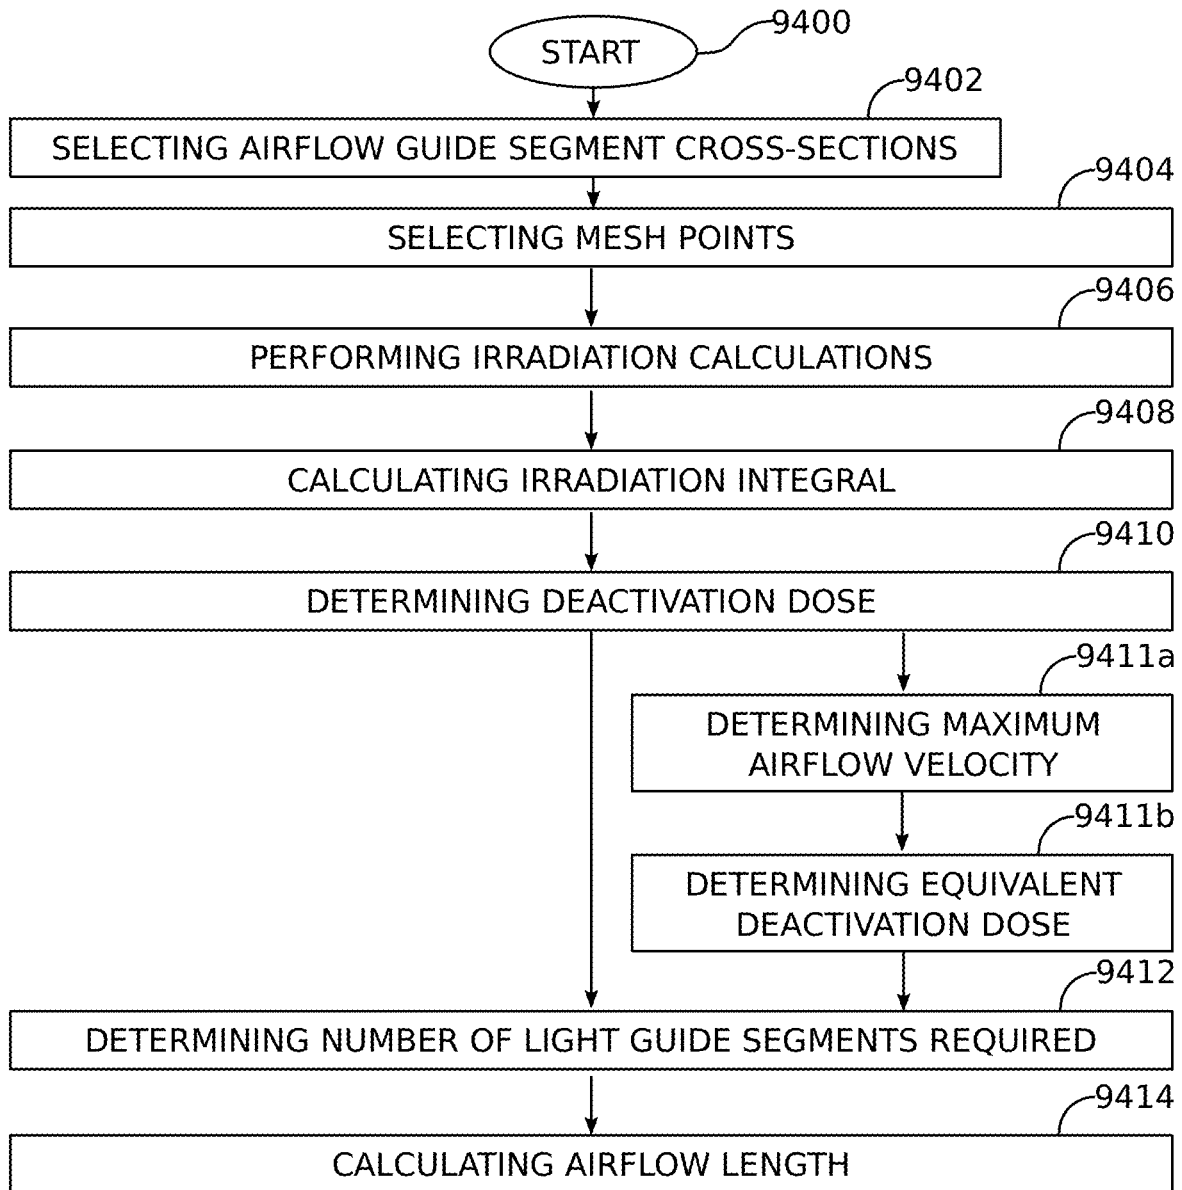 START
9400
9402
SELECTING AIRFLOW GUIDE SEGMENT CROSS-SECTIONS
9404
SELECTING MESH POINTS
9406
PERFORMING IRRADIATION CALCULATIONS
9408
CALCULATING IRRADIATION INTEGRAL
9410
DETERMINING DEACTIVATION DOSE
9411a
DETERMINING MAXIMUM
AIRFLOW VELOCITY
9411b
DETERMINING EQUIVALENT
DEACTIVATION DOSE
9412
DETERMINING NUMBER OF LIGHT GUIDE SEGMENTS REQUIRED
9414
CALCULATING AIRFLOW LENGTH